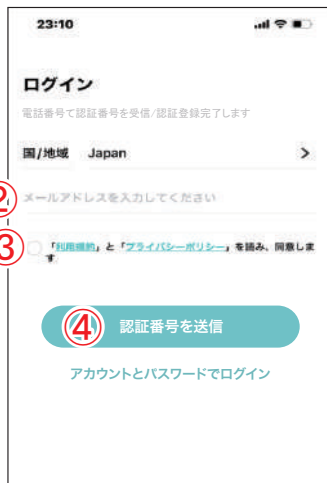 23:10
ログイン
電話番号で認証番号を受信/認証登録完了します
国/地域 Japan >
② メールアドレスを入力してください
③ 「利用規約」と「プライバシーポリシー」を読み、同意しま
す
④ 認証番号を送信
アカウントとパスワードでログイン